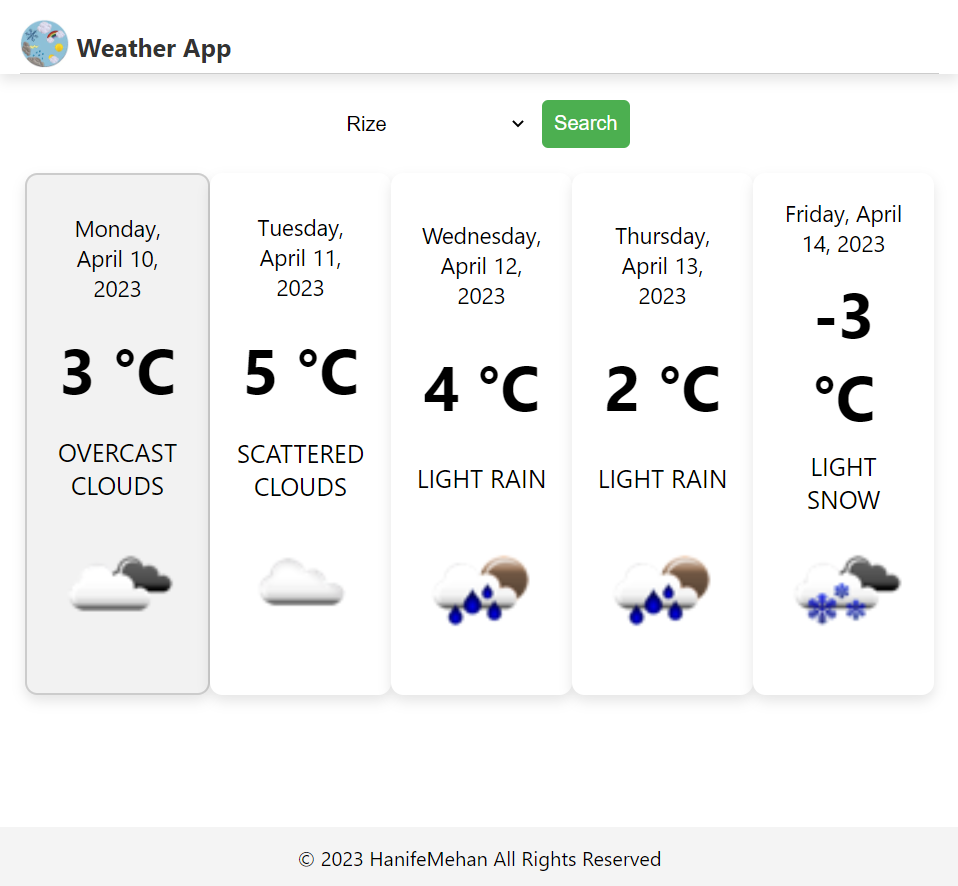 Weather App
Rize
Search
Monday,
April 10,
2023
3 °C
OVERCAST
CLOUDS
Tuesday,
April 11,
2023
5 °C
SCATTERED
CLOUDS
Wednesday,
April 12,
2023
4 °C
LIGHT RAIN
Thursday,
April 13,
2023
2 °C
LIGHT RAIN
Friday, April
14, 2023
-3
°C
LIGHT
SNOW
© 2023 HanifeMehan All Rights Reserved